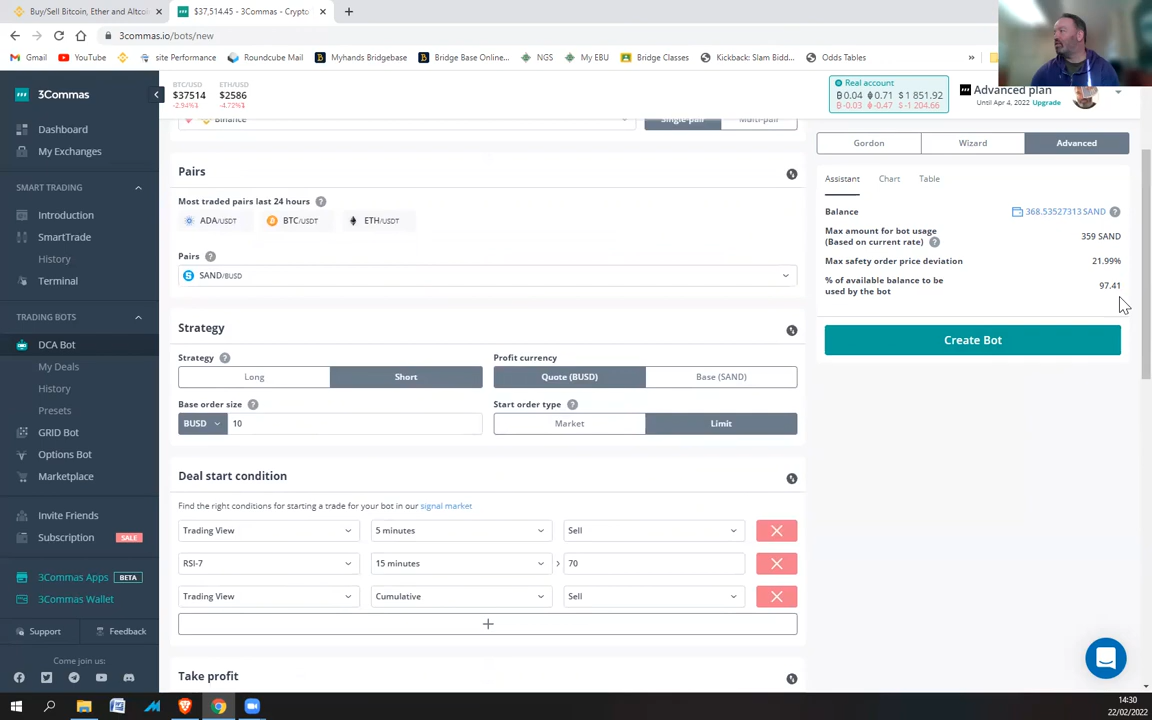 Buy/Sell Bitcoin, Ether and Altcoi
$37,514.45 - 3Commas - Crypto
3commas.io/bots/new
Gmail YouTube site Performance Roundcube Mail Myhands Bridgebase Bridge Base Online... NGS My EBU Bridge Classes Kickback: Slam Bidd... Odds Tables »
3Commas
BTC/USD ETH/USD
$37514 $2586
-2.94% -4.72%
Real account
0.04 0.71 $ 1 851.92
-0.03 -0.47 $ -1 204.66
Advanced plan
Until Apr 4, 2022 Upgrade
Dashboard
My Exchanges
SMART TRADING
Introduction
SmartTrade
History
Terminal
TRADING BOTS
DCA Bot
My Deals
History
Presets
GRID Bot
Options Bot
Marketplace
Invite Friends
Subscription SALE
3Commas Apps BETA
3Commas Wallet
Support Feedback
Come join us:
Binance
Single-pair Multi-pair
Pairs
Most traded pairs last 24 hours ?
ADA/USDT BTC/USDT ETH/USDT
Pairs ?
SAND/BUSD
Strategy
Strategy ? Profit currency
Long Short Quote (BUSD) Base (SAND)
Base order size ? Start order type ?
BUSD 10 Market Limit
Deal start condition
Find the right conditions for starting a trade for your bot in our signal market
Trading View 5 minutes Sell
RSI-7 15 minutes > 70
Trading View Cumulative Sell
+
Take profit
Gordon Wizard Advanced
Assistant Chart Table
Balance 368.53527313 SAND ?
Max amount for bot usage
(Based on current rate) ? 359 SAND
Max safety order price deviation 21.99%
% of available balance to be
used by the bot 97.41
Create Bot
14:30
22/02/2022